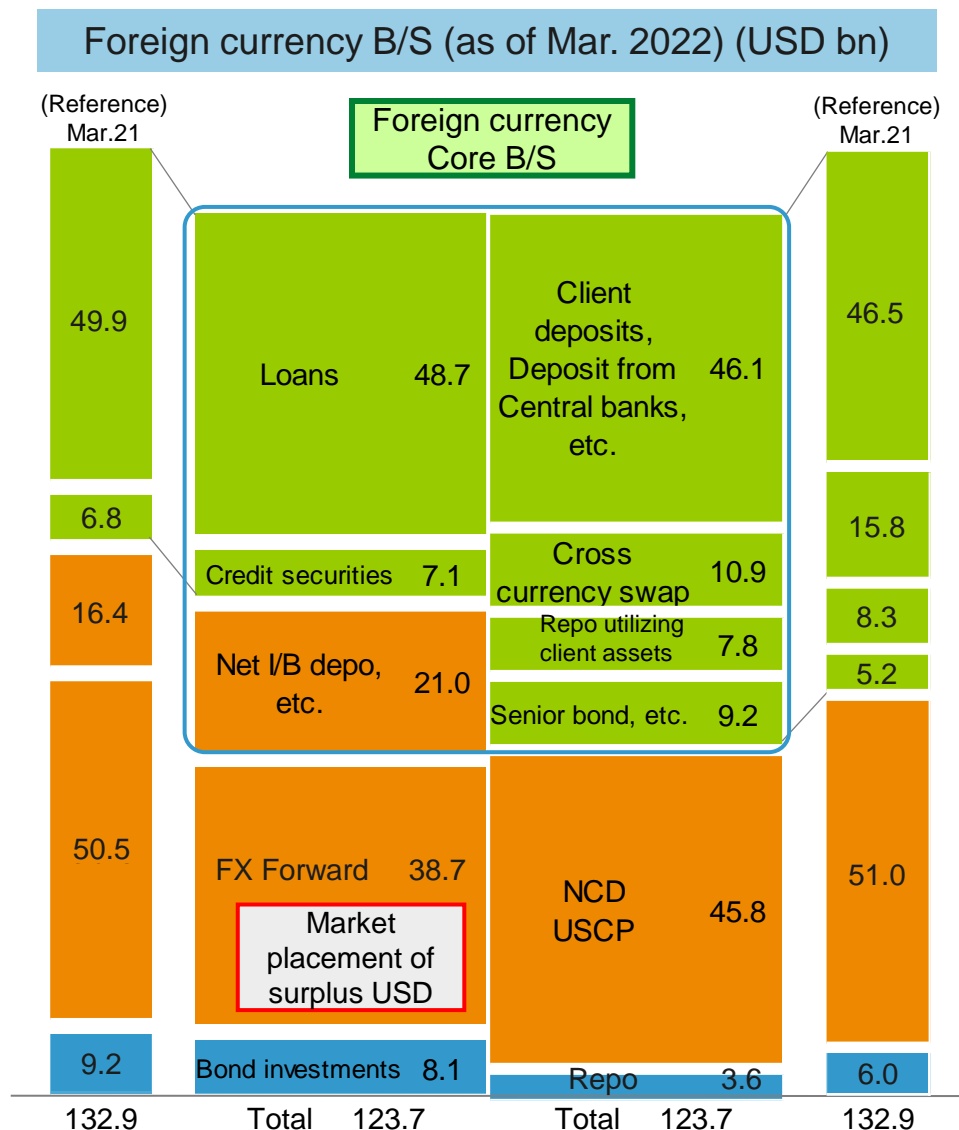 Foreign currency B/S (as of Mar. 2022) (USD bn)
(Reference)
Mar.21
49.9
6.8
16.4
50.5
9.2
132.9
Foreign currency
Core B/S
Loans 48.7
Credit securities 7.1
Net I/B depo,
etc.
21.0
FX Forward 38.7
Market
placement of
surplus USD
Bond investments 8.1
Total 123.7
Client
deposits,
Deposit from
Central banks,
etc.
46.1
Cross
currency swap
10.9
Repo utilizing
client assets
7.8
Senior bond, etc. 9.2
NCD
USCP
45.8
Repo 3.6
Total 123.7
(Reference)
Mar.21
46.5
15.8
8.3
5.2
51.0
6.0
132.9